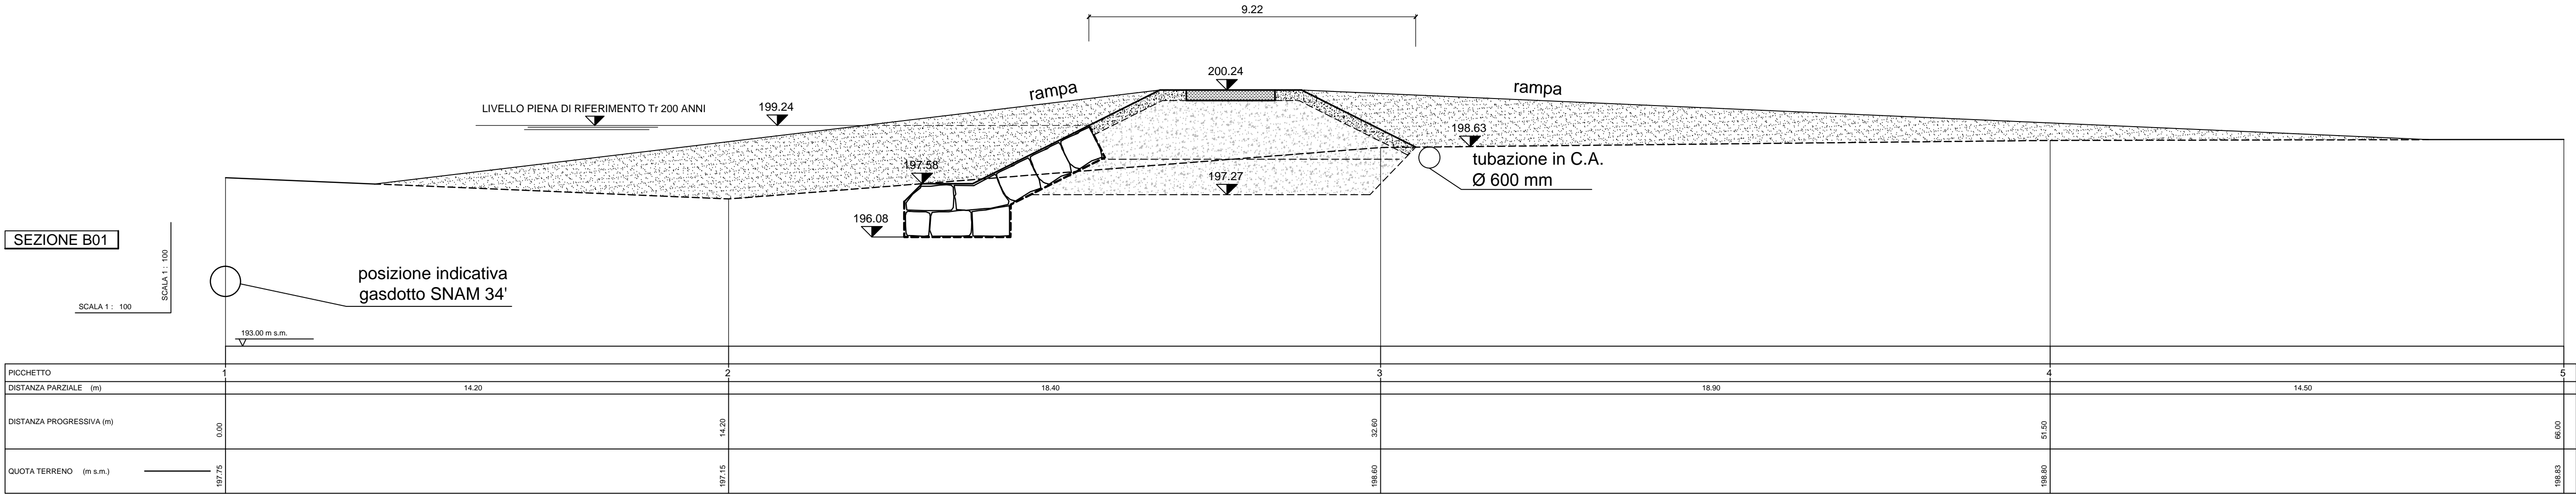 9.22
200.24
rampa
rampa
LIVELLO PIENA DI RIFERIMENTO Tr 200 ANNI
199.24
198.63
197.58
tubazione in C.A.
Ø 600 mm
197.27
196.08
SEZIONE B01
SCALA 1 : 100
SCALA 1 : 100
posizione indicativa
gasdotto SNAM 34'
193.00 m s.m.
PICCHETTO 1 2 3 4 5
DISTANZA PARZIALE (m) 14.20 18.40 18.90 14.50
DISTANZA PROGRESSIVA (m) 0.00 14.20 32.60 51.50 66.00
QUOTA TERRENO (m s.m.) 197.75 197.15 198.60 198.80 198.83